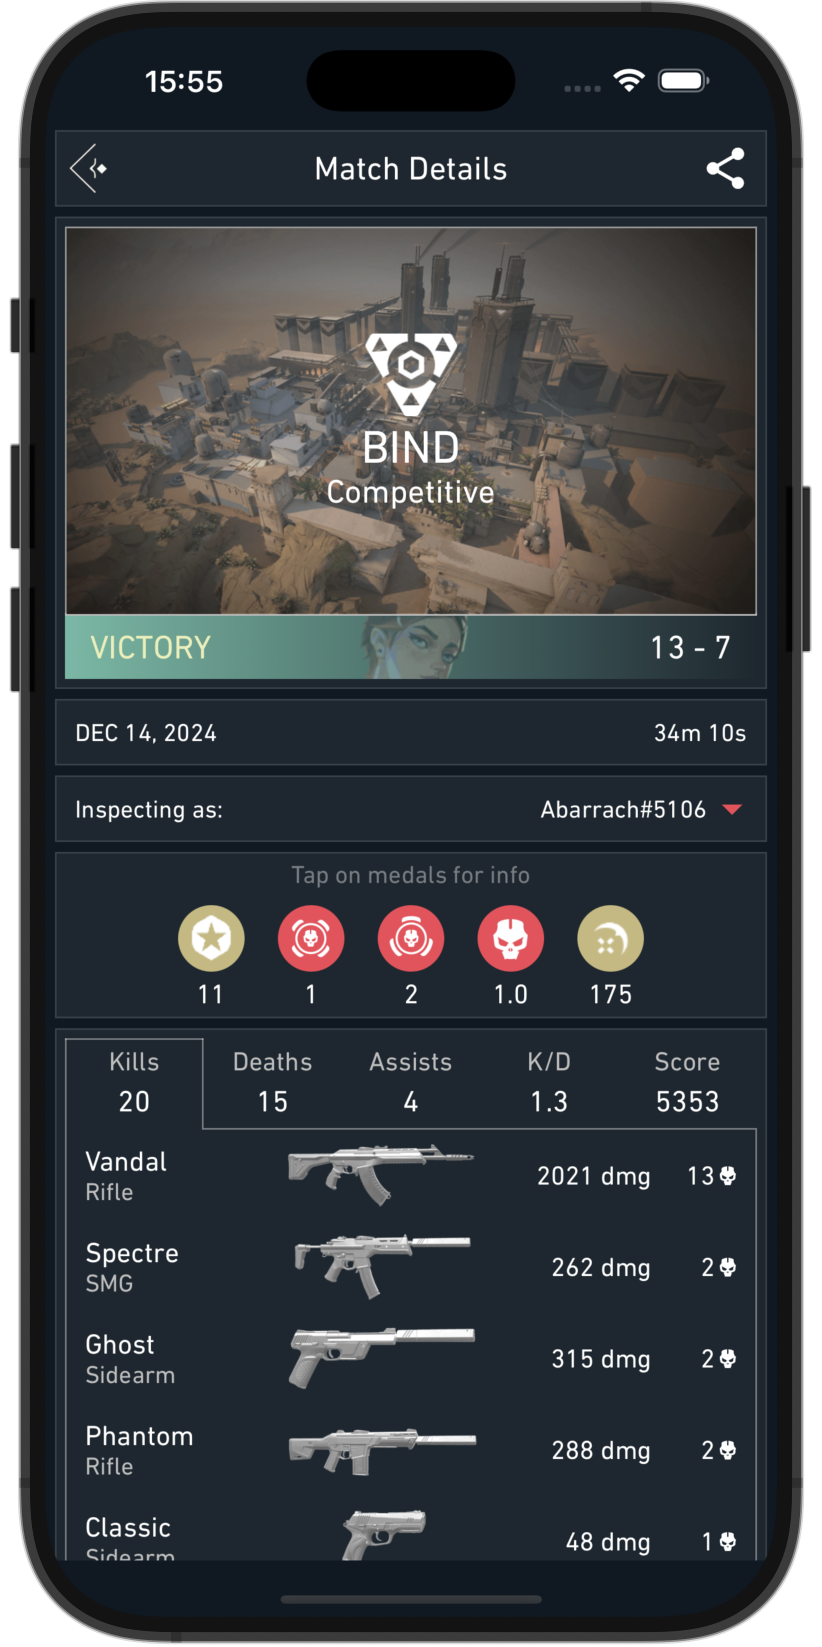 15:55
Match Details
BIND
Competitive
VICTORY 13 - 7
DEC 14, 2024 34m 10s
Inspecting as: Abarrach#5106
Tap on medals for info
11 1 2 1.0 175
Kills Deaths Assists K/D Score
20 15 4 1.3 5353
Vandal
Rifle
2021 dmg 13
Spectre
SMG
262 dmg 2
Ghost
Sidearm
315 dmg 2
Phantom
Rifle
288 dmg 2
Classic
Sidearm
48 dmg 1